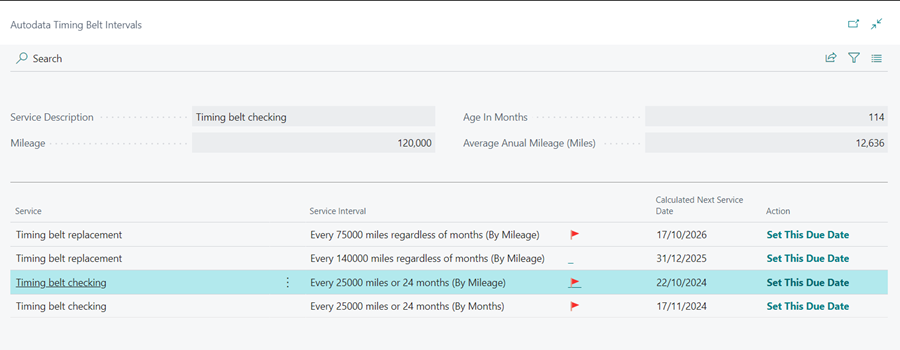 Autodata Timing Belt Intervals
Search
Service Description Timing belt checking Age In Months 114
Mileage 120,000 Average Anual Mileage (Miles) 12,636
Service Service Interval Calculated Next Service Date Action
Timing belt replacement Every 75000 miles regardless of months (By Mileage) 17/10/2026 Set This Due Date
Timing belt replacement Every 140000 miles regardless of months (By Mileage) _ 31/12/2025 Set This Due Date
Timing belt checking Every 25000 miles or 24 months (By Mileage) 22/10/2024 Set This Due Date
Timing belt checking Every 25000 miles or 24 months (By Months) 17/11/2024 Set This Due Date